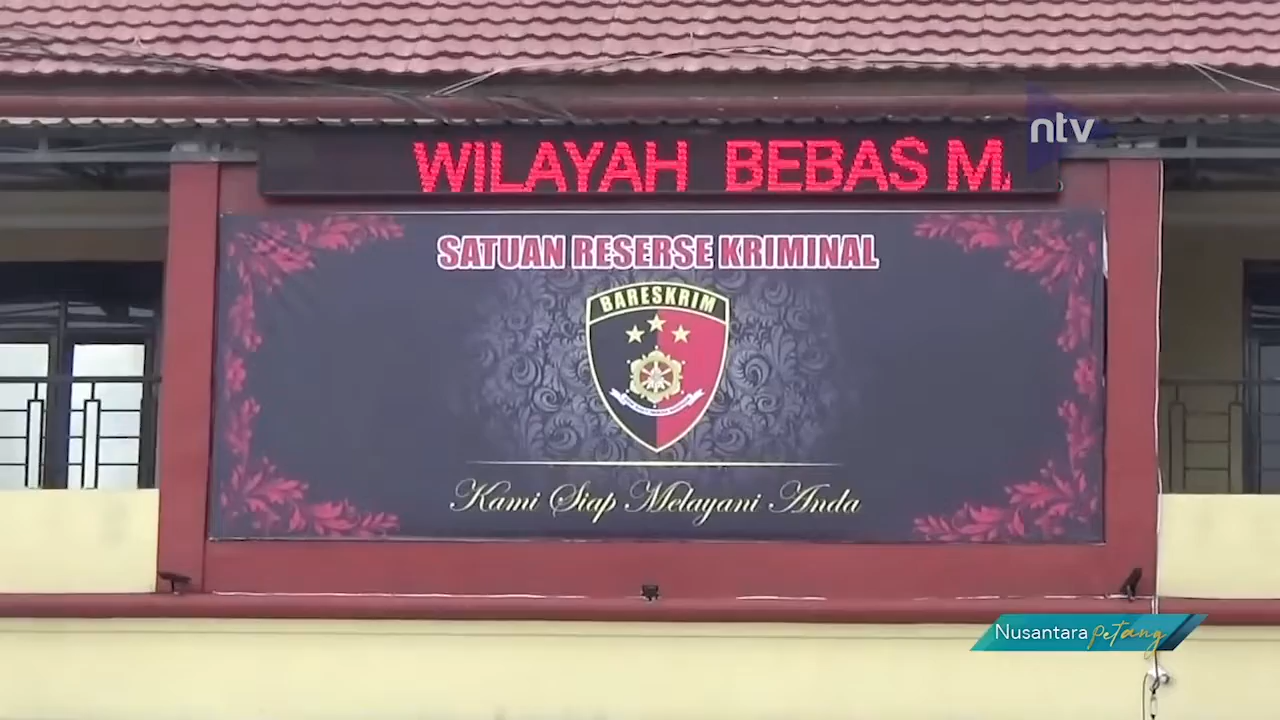 ntv
WILAYAH BEBAS M
SATUAN RESERSE KRIMINAL
BARESKRIM
Kami Siap Melayani Anda
Nusantara Petang